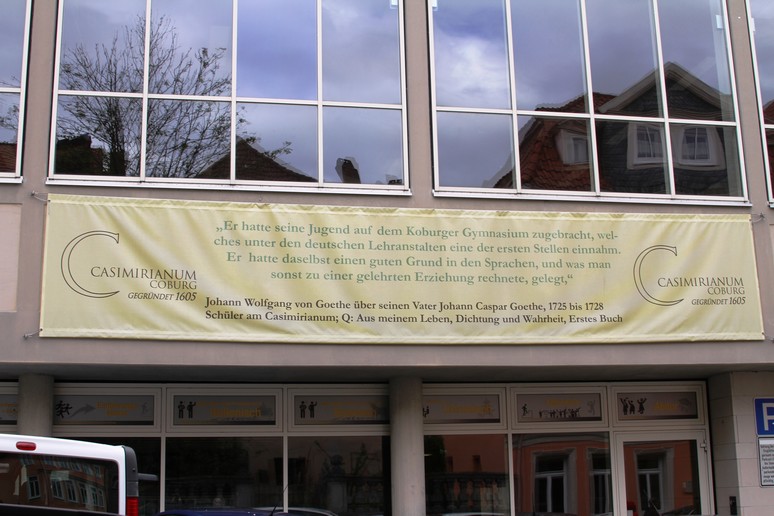 „Er hatte seine Jugend auf dem Koburger Gymnasium zugebracht, wel-
ches unter den deutschen Lehranstalten eine der ersten Stellen einnahm.
Er hatte daselbst einen guten Grund in den Sprachen, und was man
sonst zu einer gelehrten Erziehung rechnete, gelegt,“
Johann Wolfgang von Goethe über seinen Vater Johann Caspar Goethe, 1725 bis 1728
Schüler am Casimirianum; Q: Aus meinem Leben, Dichtung und Wahrheit, Erstes Buch
CASIMIRIANUM
COBURG
GEGRÜNDET 1605
CASIMIRIANUM
COBURG
GEGRÜNDET 1605
P